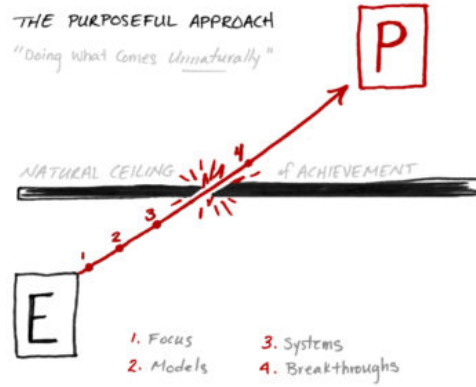 THE PURPOSEFUL APPROACH
"Doing What Comes Unnaturally"
P
4
NATURAL CEILING of ACHIEVEMENT
3
2
1
E
1. Focus
2. Models
3. Systems
4. Breakthroughs